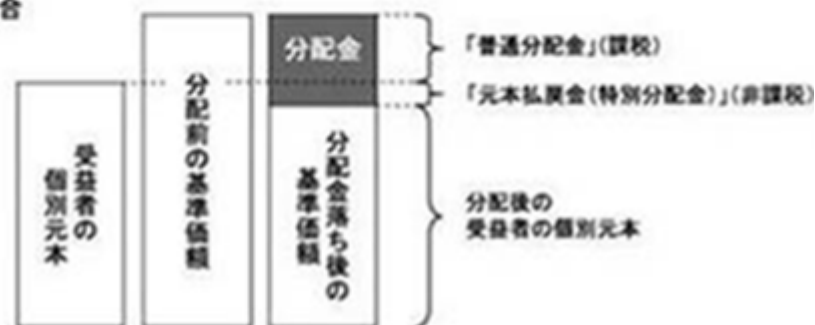 合
受益者の
個別元本
分配前の基準価額
分配金
分配金落ち後の
基準価額
「普通分配金」(課税)
「元本払戻金(特別分配金)」(非課税)
分配後の
受益者の個別元本